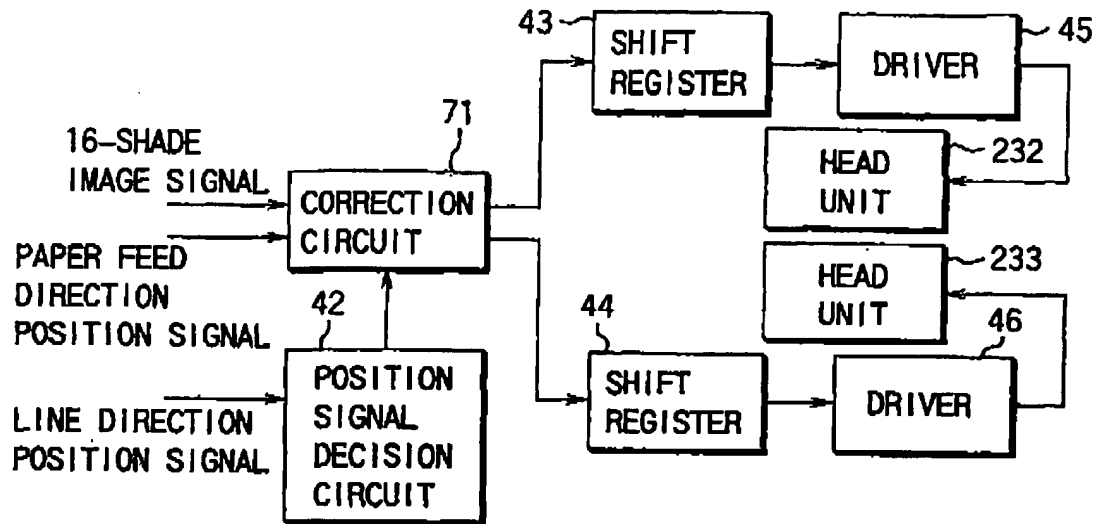 43
SHIFT
REGISTER
45
DRIVER
71
16-SHADE
IMAGE SIGNAL
CORRECTION
CIRCUIT
HEAD
UNIT
232
PAPER FEED
DIRECTION
POSITION SIGNAL
HEAD
UNIT
233
42
POSITION
SIGNAL
DECISION
CIRCUIT
LINE DIRECTION
POSITION SIGNAL
44
SHIFT
REGISTER
46
DRIVER